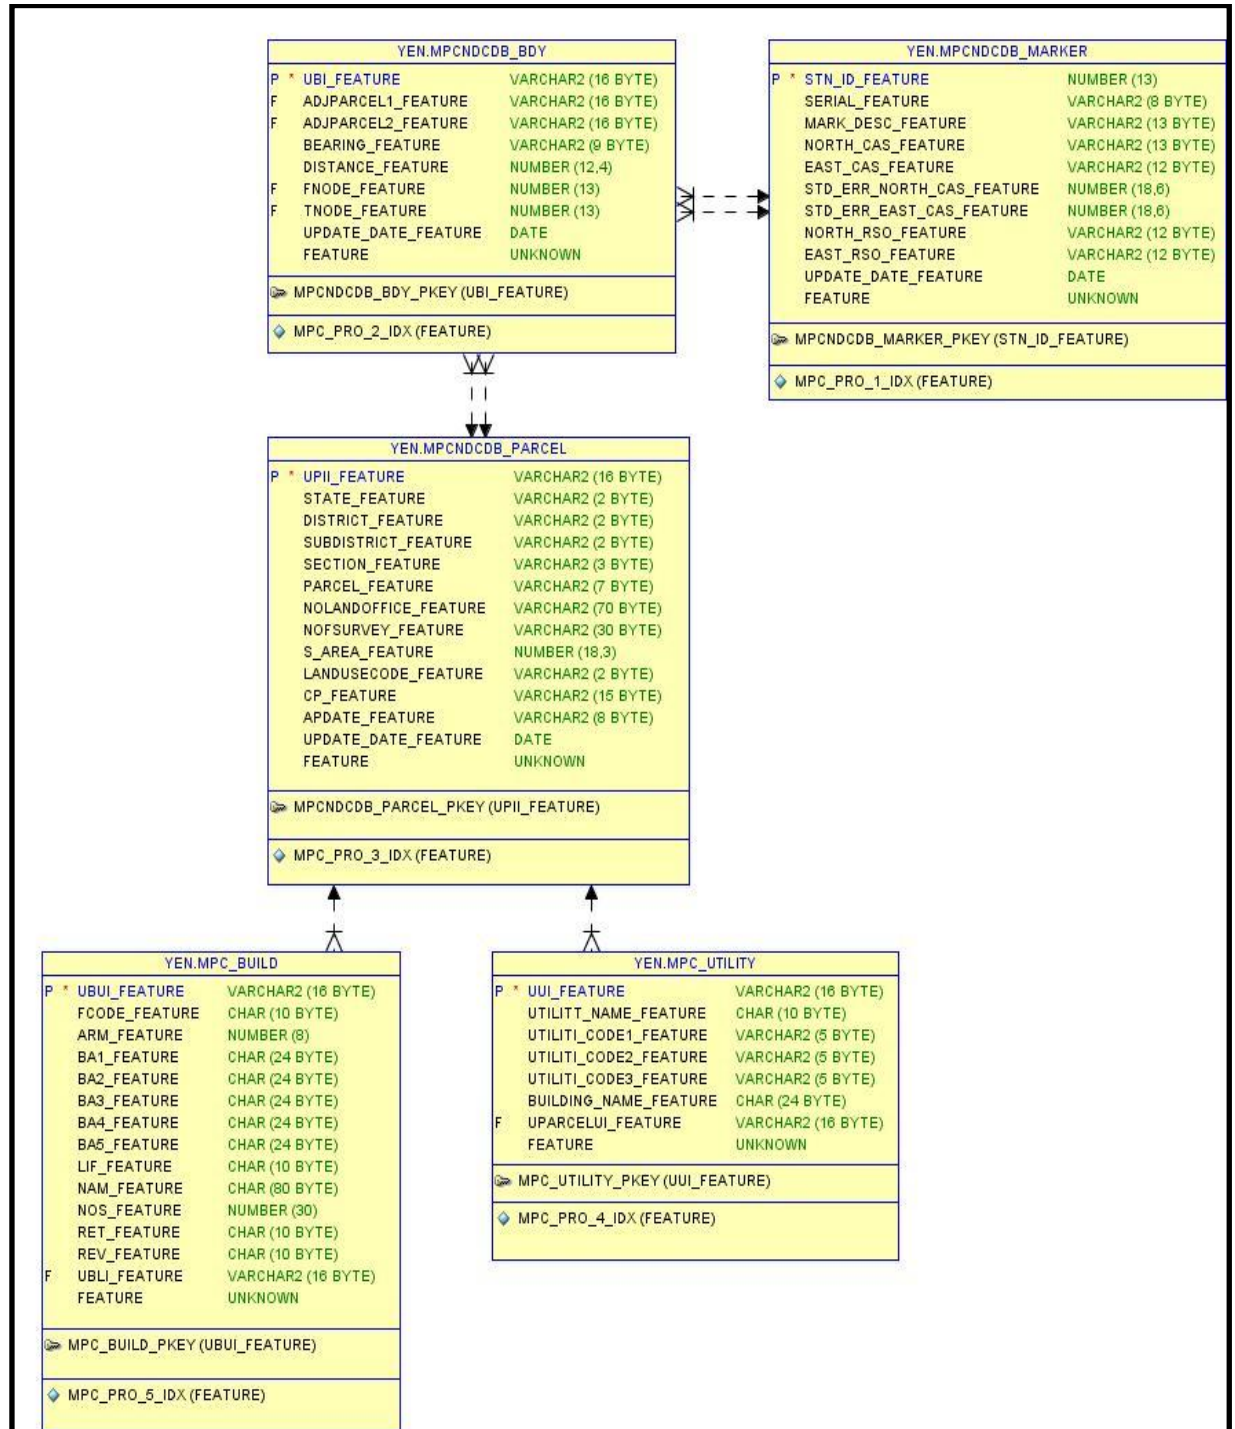 YEN.MPCNDCDB_BDY
P * UBI_FEATURE VARCHAR2 (16 BYTE)
F ADJPARCEL1_FEATURE VARCHAR2 (16 BYTE)
F ADJPARCEL2_FEATURE VARCHAR2 (16 BYTE)
BEARING_FEATURE VARCHAR2 (9 BYTE)
DISTANCE_FEATURE NUMBER (12,4)
F FNODE_FEATURE NUMBER (13)
F TNODE_FEATURE NUMBER (13)
UPDATE_DATE_FEATURE DATE
FEATURE UNKNOWN
MPCNDCDB_BDY_PKEY (UBI_FEATURE)
MPC_PRO_2_IDX (FEATURE)
YEN.MPCNDCDB_MARKER
P * STN_ID_FEATURE NUMBER (13)
SERIAL_FEATURE VARCHAR2 (8 BYTE)
MARK_DESC_FEATURE VARCHAR2 (13 BYTE)
NORTH_CAS_FEATURE VARCHAR2 (13 BYTE)
EAST_CAS_FEATURE VARCHAR2 (12 BYTE)
STD_ERR_NORTH_CAS_FEATURE NUMBER (18,6)
STD_ERR_EAST_CAS_FEATURE NUMBER (18,6)
NORTH_RSO_FEATURE VARCHAR2 (12 BYTE)
EAST_RSO_FEATURE VARCHAR2 (12 BYTE)
UPDATE_DATE_FEATURE DATE
FEATURE UNKNOWN
MPCNDCDB_MARKER_PKEY (STN_ID_FEATURE)
MPC_PRO_1_IDX (FEATURE)
YEN.MPCNDCDB_PARCEL
P * UPII_FEATURE VARCHAR2 (16 BYTE)
STATE_FEATURE VARCHAR2 (2 BYTE)
DISTRICT_FEATURE VARCHAR2 (2 BYTE)
SUBDISTRICT_FEATURE VARCHAR2 (2 BYTE)
SECTION_FEATURE VARCHAR2 (3 BYTE)
PARCEL_FEATURE VARCHAR2 (7 BYTE)
NOLANDOFFICE_FEATURE VARCHAR2 (70 BYTE)
NOFSURVEY_FEATURE VARCHAR2 (30 BYTE)
S_AREA_FEATURE NUMBER (18,3)
LANDUSECODE_FEATURE VARCHAR2 (2 BYTE)
CP_FEATURE VARCHAR2 (15 BYTE)
APDATE_FEATURE VARCHAR2 (8 BYTE)
UPDATE_DATE_FEATURE DATE
FEATURE UNKNOWN
MPCNDCDB_PARCEL_PKEY (UPII_FEATURE)
MPC_PRO_3_IDX (FEATURE)
YEN.MPC_BUILD
P * UBUI_FEATURE VARCHAR2 (16 BYTE)
FCODE_FEATURE CHAR (10 BYTE)
ARM_FEATURE NUMBER (8)
BA1_FEATURE CHAR (24 BYTE)
BA2_FEATURE CHAR (24 BYTE)
BA3_FEATURE CHAR (24 BYTE)
BA4_FEATURE CHAR (24 BYTE)
BA5_FEATURE CHAR (24 BYTE)
LIF_FEATURE CHAR (10 BYTE)
NAM_FEATURE CHAR (80 BYTE)
NOS_FEATURE NUMBER (30)
RET_FEATURE CHAR (10 BYTE)
REV_FEATURE CHAR (10 BYTE)
F UBLI_FEATURE VARCHAR2 (16 BYTE)
FEATURE UNKNOWN
MPC_BUILD_PKEY (UBUI_FEATURE)
MPC_PRO_5_IDX (FEATURE)
YEN.MPC_UTILITY
P * UUI_FEATURE VARCHAR2 (16 BYTE)
UTILITT_NAME_FEATURE CHAR (10 BYTE)
UTILITI_CODE1_FEATURE VARCHAR2 (5 BYTE)
UTILITI_CODE2_FEATURE VARCHAR2 (5 BYTE)
UTILITI_CODE3_FEATURE VARCHAR2 (5 BYTE)
BUILDING_NAME_FEATURE CHAR (24 BYTE)
F UPARCELUI_FEATURE VARCHAR2 (16 BYTE)
FEATURE UNKNOWN
MPC_UTILITY_PKEY (UUI_FEATURE)
MPC_PRO_4_IDX (FEATURE)